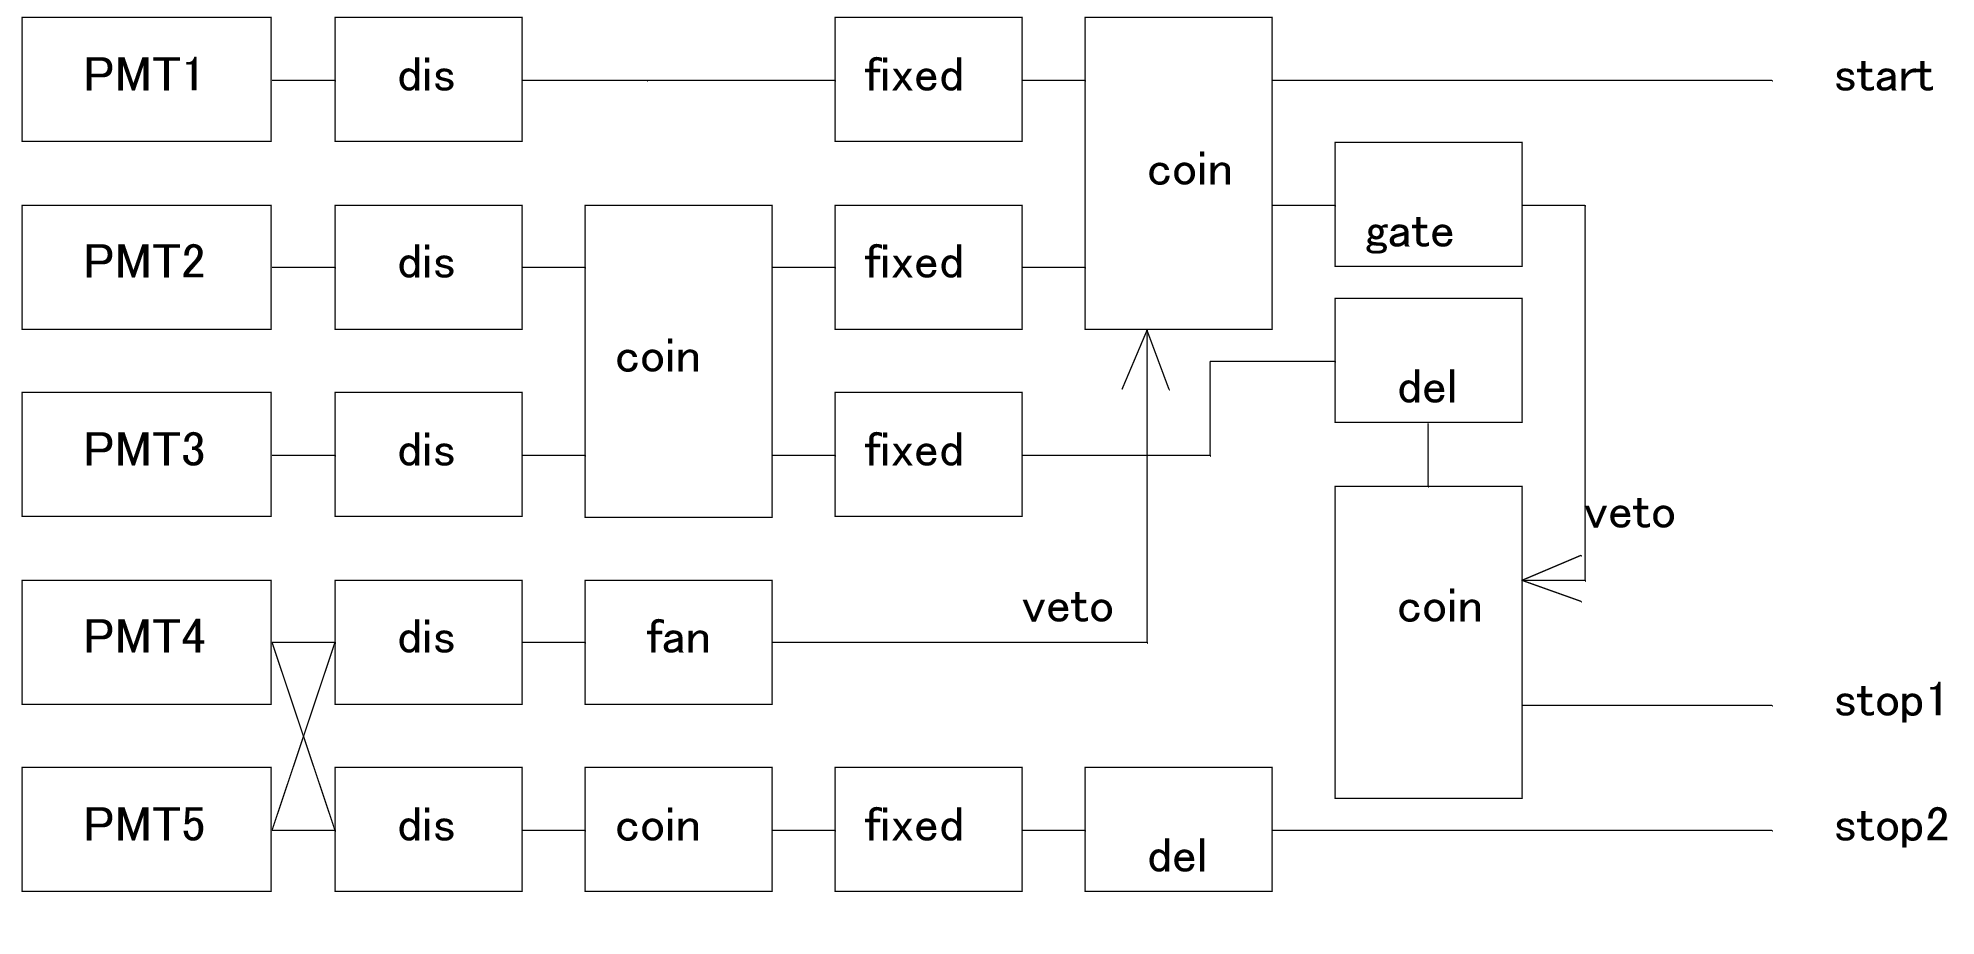 PMT1 dis fixed start
coin
PMT2 dis fixed gate
coin
del
PMT3 dis fixed
veto
veto coin
PMT4 dis fan
stop1
PMT5 dis coin fixed stop2
del